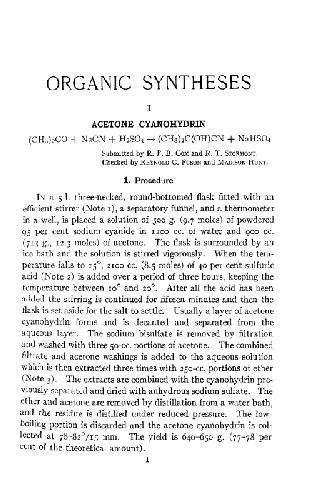 ORGANIC SYNTHESES
I
ACETONE CYANOHYDRIN
(CH₃)₂CO + NaCN + H₂SO₄ → (CH₃)₂C(OH)CN + NaHSO₄
Submitted by R. F. B. Cox and R. T. Stormont.
Checked by Reynold C. Fuson and Madison Hunt.
1. Procedure
In a 5-l. three-necked, round-bottomed flask fitted with an
efficient stirrer (Note 1), a separatory funnel, and a thermometer
in a well, is placed a solution of 500 g. (9.7 moles) of powdered
95 per cent sodium cyanide in 1200 cc. of water and 900 cc.
(713 g., 12.3 moles) of acetone. The flask is surrounded by an
ice bath and the solution is stirred vigorously. When the tem-
perature falls to 15°, 2100 cc. (8.5 moles) of 40 per cent sulfuric
acid (Note 2) is added over a period of three hours, keeping the
temperature between 10° and 20°. After all the acid has been
added the stirring is continued for fifteen minutes and then the
flask is set aside for the salt to settle. Usually a layer of acetone
cyanohydrin forms and is decanted and separated from the
aqueous layer. The sodium bisulfate is removed by filtration
and washed with three 50-cc. portions of acetone. The combined
filtrate and acetone washings is added to the aqueous solution
which is then extracted three times with 250-cc. portions of ether
(Note 3). The extracts are combined with the cyanohydrin pre-
viously separated and dried with anhydrous sodium sulfate. The
ether and acetone are removed by distillation from a water bath,
and the residue is distilled under reduced pressure. The low-
boiling portion is discarded and the acetone cyanohydrin is col-
lected at 78–82°/15 mm. The yield is 640–650 g. (77–78 per
cent of the theoretical amount).
1